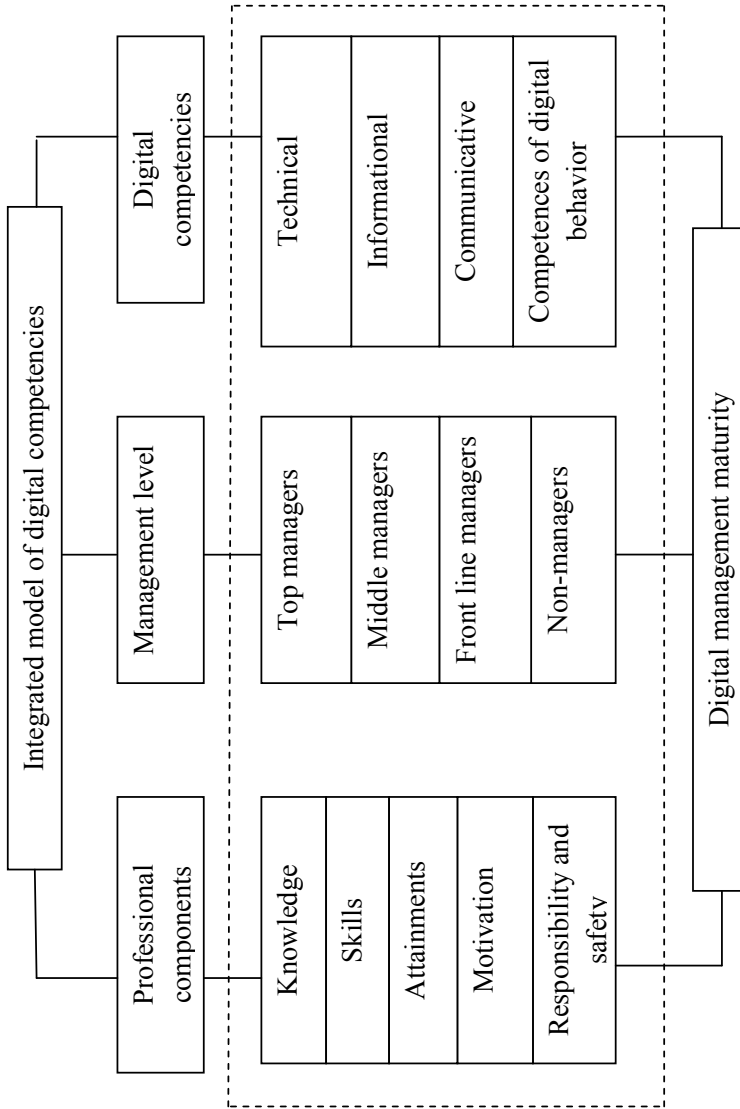 Integrated model of digital competencies
Professional
components
Management level
Digital
competencies
Knowledge
Skills
Attainments
Motivation
Responsibility and
safety
Top managers
Middle managers
Front line managers
Non-managers
Technical
Informational
Communicative
Competences of digital
behavior
Digital management maturity